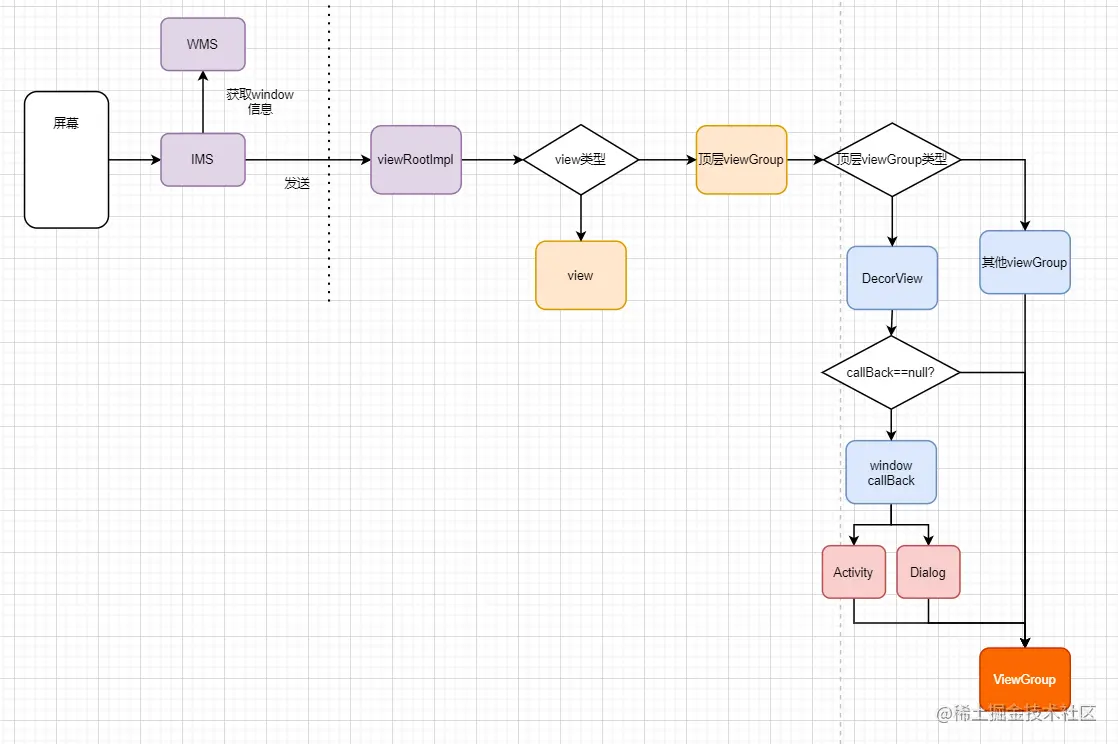 WMS
获取window
信息
屏幕
IMS
发送
viewRootImpl
view类型
顶层viewGroup
顶层viewGroup类型
view
DecorView
其他viewGroup
callBack==null?
window
callBack
Activity
Dialog
ViewGroup
@稀土掘金技术社区